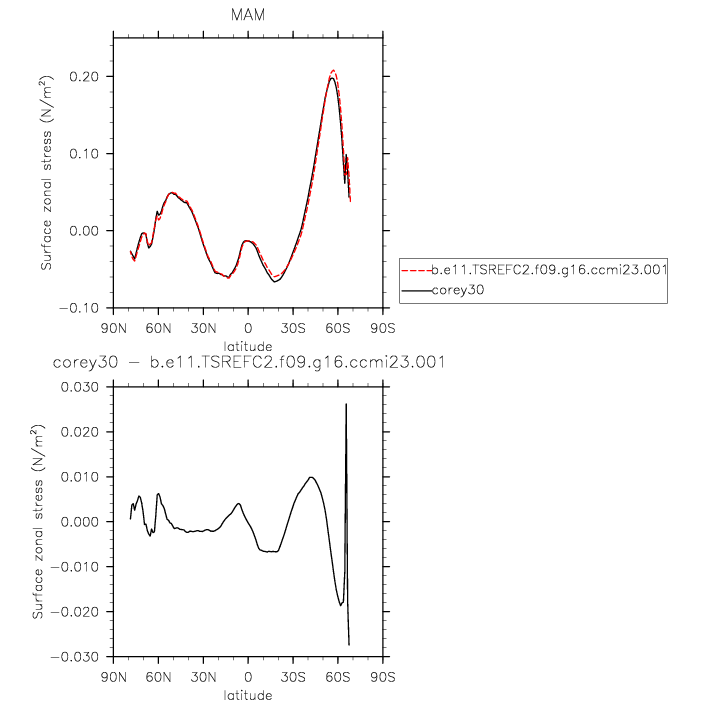 MAM
Surface zonal stress (N/m²)
0.20
0.10
0.00
−0.10
90N 60N 30N 0 30S 60S 90S
latitude
b.e11.TSREFC2.f09.g16.ccmi23.001
corey30
corey30 − b.e11.TSREFC2.f09.g16.ccmi23.001
Surface zonal stress (N/m²)
0.030
0.020
0.010
0.000
−0.010
−0.020
−0.030
90N 60N 30N 0 30S 60S 90S
latitude